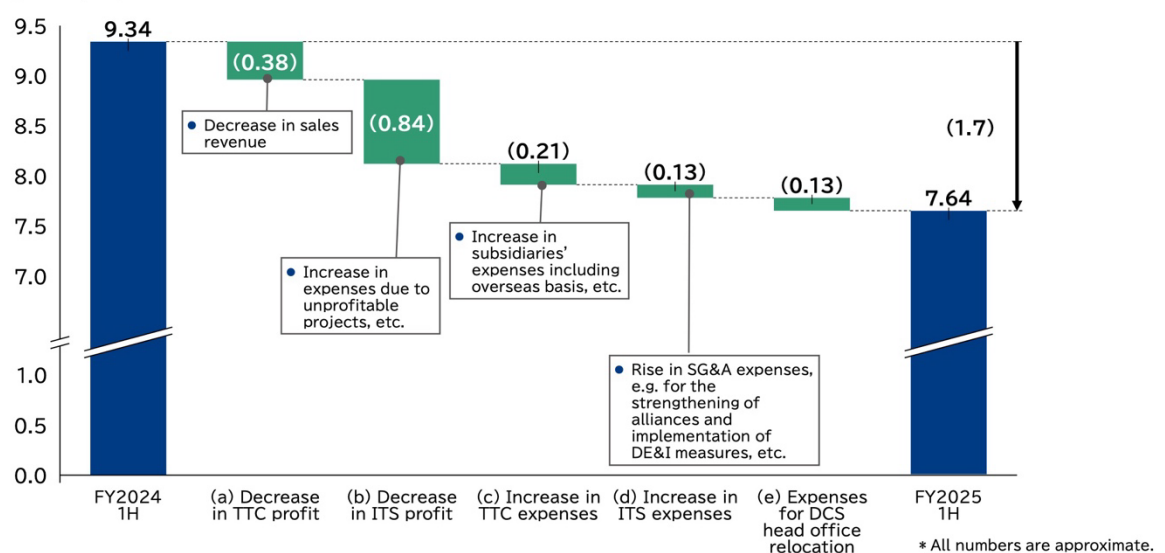 9.5
9.0
8.5
8.0
7.5
7.0
1.0
0.5
0.0
9.34
(0.38)
• Decrease in sales
revenue
(0.84)
• Increase in
expenses due to
unprofitable
projects, etc.
(0.21)
• Increase in
subsidiaries’
expenses including
overseas basis, etc.
(0.13)
• Rise in SG&A expenses,
e.g. for the
strengthening of
alliances and
implementation of
DE&I measures, etc.
(0.13)
7.64
(1.7)
FY2024
1H
(a) Decrease
in TTC profit
(b) Decrease
in ITS profit
(c) Increase in
TTC expenses
(d) Increase in
ITS expenses
(e) Expenses
for DCS
head office
relocation
FY2025
1H
* All numbers are approximate.